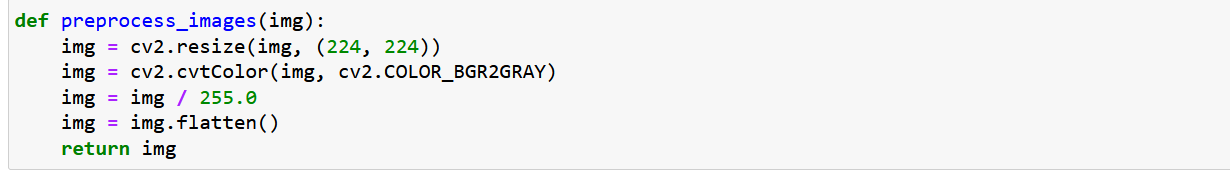 def preprocess_images(img):
    img = cv2.resize(img, (224, 224))
    img = cv2.cvtColor(img, cv2.COLOR_BGR2GRAY)
    img = img / 255.0
    img = img.flatten()
    return img